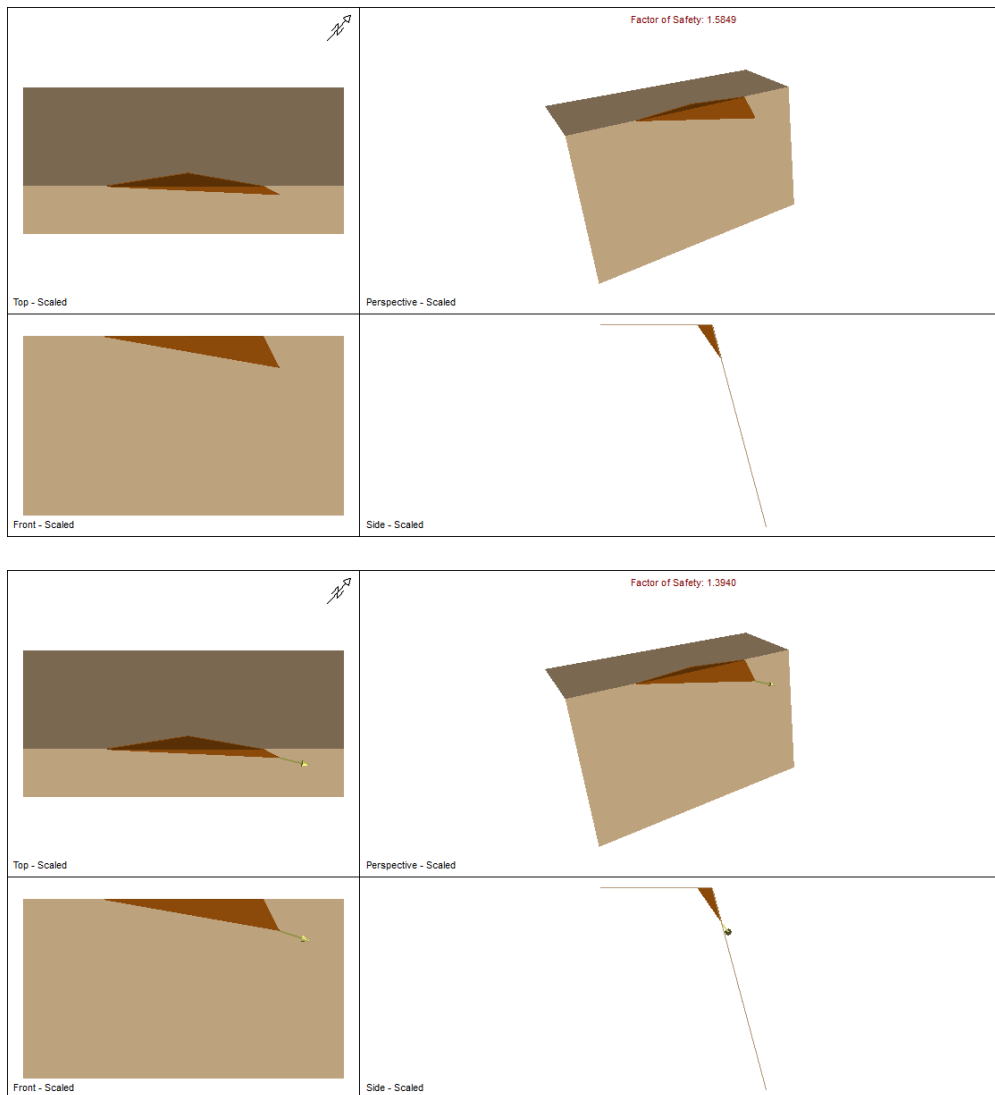 Factor of Safety: 1.5849
Top - Scaled
Perspective - Scaled
Front - Scaled
Side - Scaled
Factor of Safety: 1.3940
Top - Scaled
Perspective - Scaled
Front - Scaled
Side - Scaled